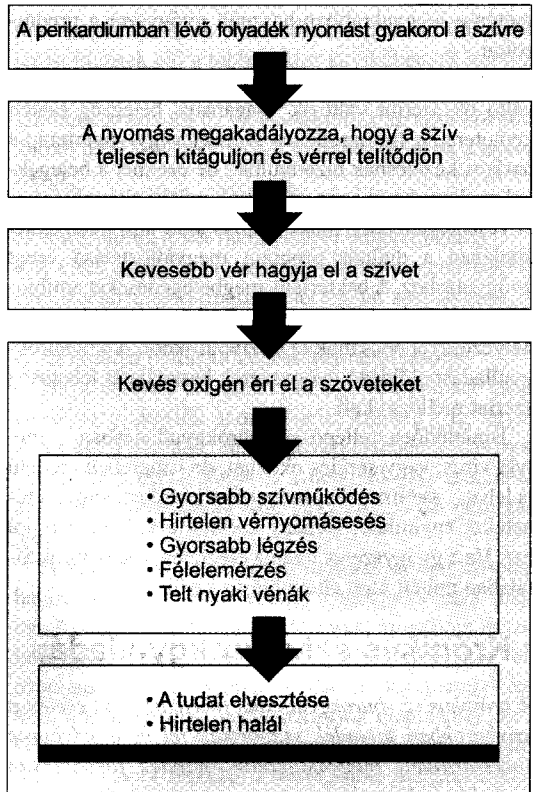 A perikardiumban lévő folyadék nyomást gyakorol a szívre
A nyomás megakadályozza, hogy a szív
teljesen kitáguljon és vérrel telítődjön
Kevesebb vér hagyja el a szívet
Kevés oxigén éri el a szöveteket
• Gyorsabb szívműködés
• Hirtelen vérnyomásesés
• Gyorsabb légzés
• Félelemérzés
• Telt nyaki vénák
• A tudat elvesztése
• Hirtelen halál